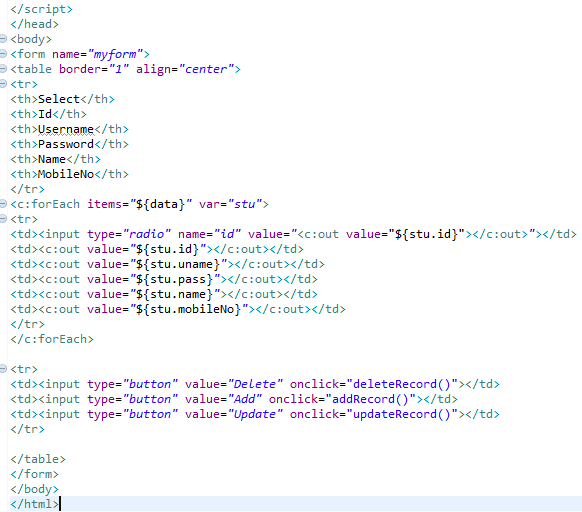 </script>
</head>
<body>
<form name="myform">
<table border="1" align="center">
<tr>
<th>Select</th>
<th>Id</th>
<th>Username</th>
<th>Password</th>
<th>Name</th>
<th>MobileNo</th>
</tr>
<c:forEach items="${data}" var="stu">
<tr>
<td><input type="radio" name="id" value="<c:out value="${stu.id}"></c:out>"></td>
<td><c:out value="${stu.id}"></c:out></td>
<td><c:out value="${stu.uname}"></c:out></td>
<td><c:out value="${stu.pass}"></c:out></td>
<td><c:out value="${stu.name}"></c:out></td>
<td><c:out value="${stu.mobileNo}"></c:out></td>
</tr>
</c:forEach>

<tr>
<td><input type="button" value="Delete" onclick="deleteRecord()"></td>
<td><input type="button" value="Add" onclick="addRecord()"></td>
<td><input type="button" value="Update" onclick="updateRecord()"></td>
</tr>

</table>
</form>
</body>
</html>